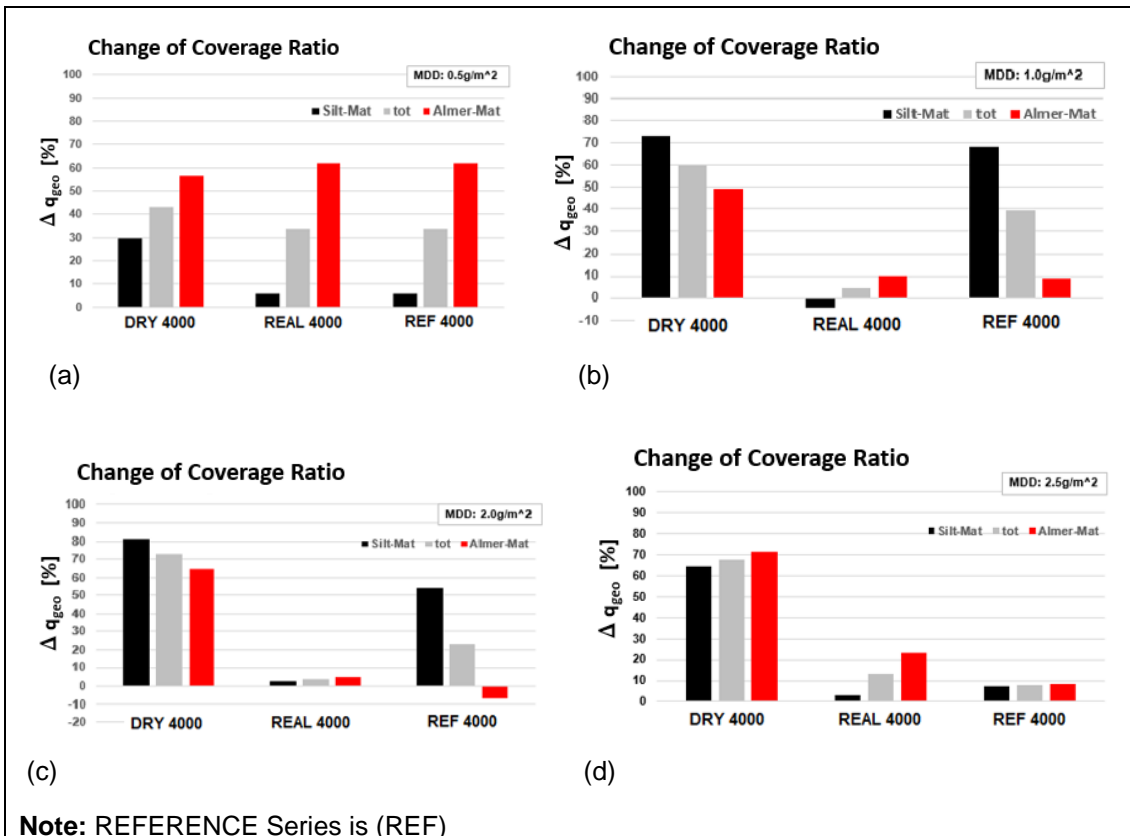 Change of Coverage Ratio
MDD: 0.5g/m^2
Silt-Mat tot Almer-Mat
Δ qgeo [%]
100
90
80
70
60
50
40
30
20
10
0
DRY 4000 REAL 4000 REF 4000
(a)
Change of Coverage Ratio
MDD: 1.0g/m^2
Silt-Mat tot Almer-Mat
Δ qgeo [%]
100
90
80
70
60
50
40
30
20
10
0
-10
DRY 4000 REAL 4000 REF 4000
(b)
Change of Coverage Ratio
MDD: 2.0g/m^2
Silt-Mat tot Almer-Mat
Δ qgeo [%]
100
90
80
70
60
50
40
30
20
10
0
-10
-20
DRY 4000 REAL 4000 REF 4000
(c)
Change of Coverage Ratio
MDD: 2.5g/m^2
Silt-Mat tot Almer-Mat
Δ qgeo [%]
100
90
80
70
60
50
40
30
20
10
0
DRY 4000 REAL 4000 REF 4000
(d)
Note: REFERENCE Series is (REF)